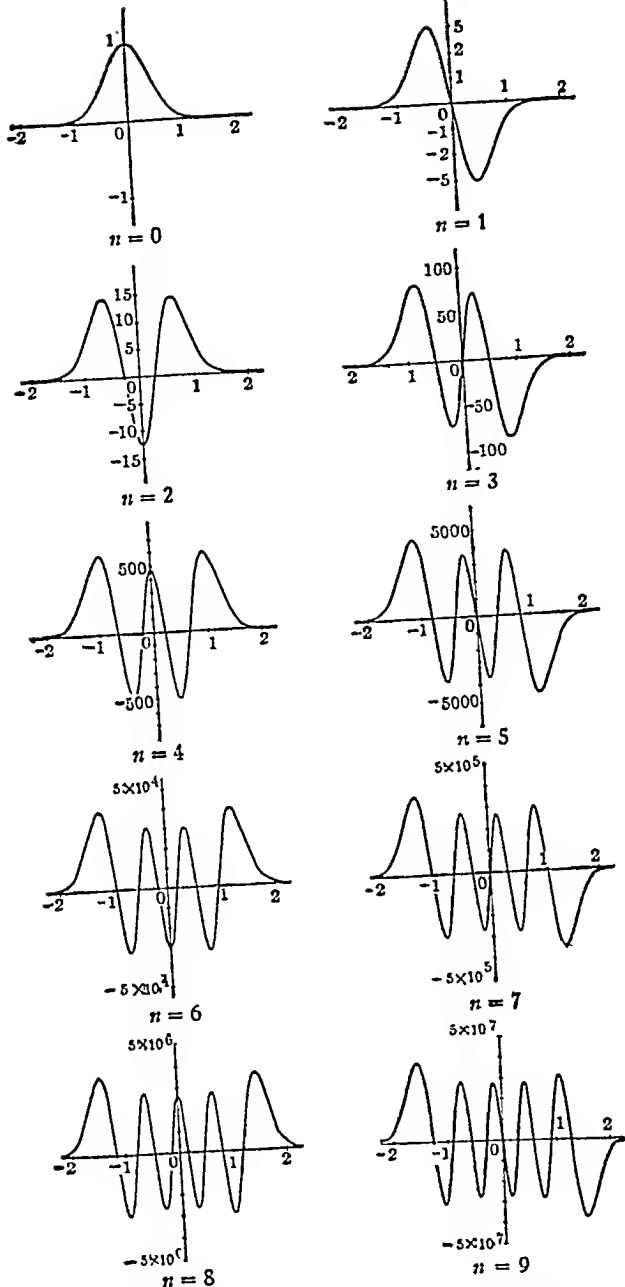 1
-2 -1 0 1 2
-1
n = 0
5
2
1
-2 -1 0 1 2
-1
-2
-5
n = 1
15
10
5
-2 -1 0 1 2
-5
-10
-15
n = 2
100
50
2 1 0 1 2
-50
-100
n = 3
500
-2 -1 0 1 2
-500
n = 4
5000
-2 -1 0 1 2
-5000
n = 5
5×10⁴
-2 -1 0 1 2
n = 6
5×10⁵
-2 -1 0 1 2
-5×10⁵
n = 7
5×10⁶
-2 -1 0 1 2
n = 8
5×10⁷
-2 -1 0 1 2
-5×10⁷
n = 9